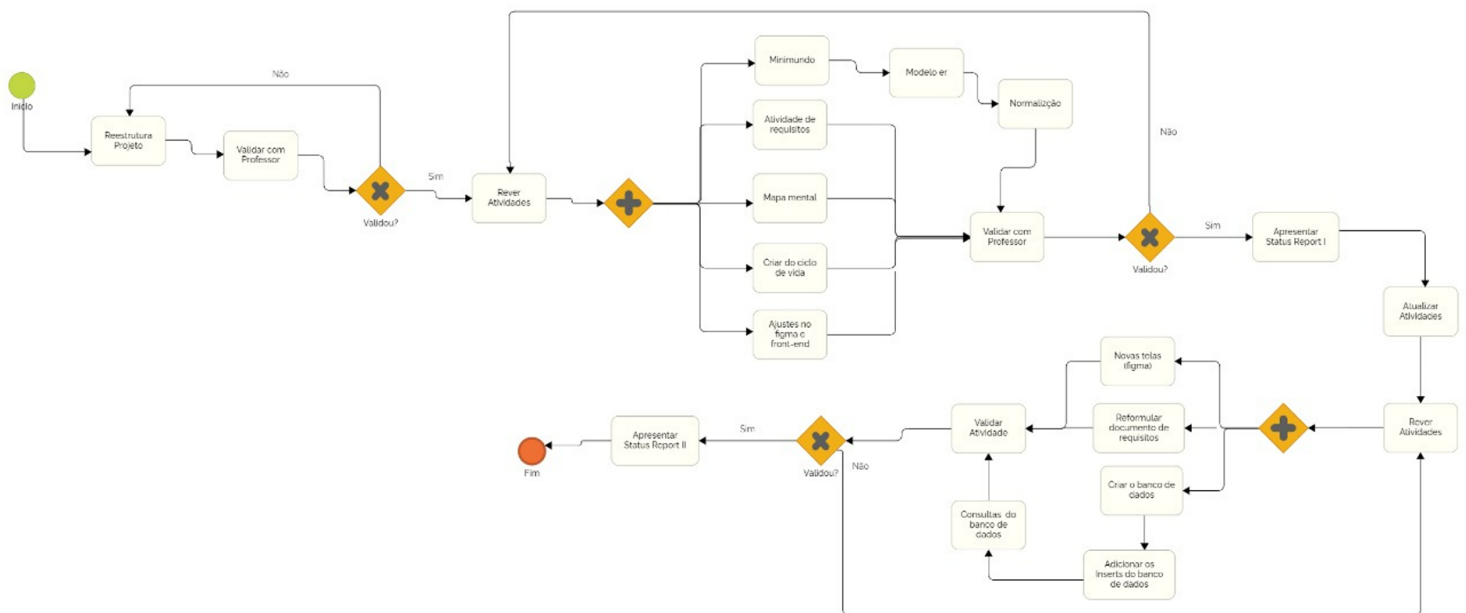 Início
Não
Reestrutura
Projeto
Validar com
Professor
Validou?
Sim
Rever
Atividades
Minimundo
Modelo er
Normalizção
Atividade de
requisitos
Mapa mental
Criar do ciclo
de vida
Ajustes no
figma e
front-end
Validar com
Professor
Não
Validou?
Sim
Apresentar
Status Report I
Atualizar
Atividades
Rever
Atividades
Novas telas
(figma)
Reformular
documento de
requisitos
Criar o banco de
dados
Adicionar os
Inserts do banco
de dados
Consultas do
banco de
dados
Validar
Atividade
Validou?
Não
Sim
Apresentar
Status Report II
Fim